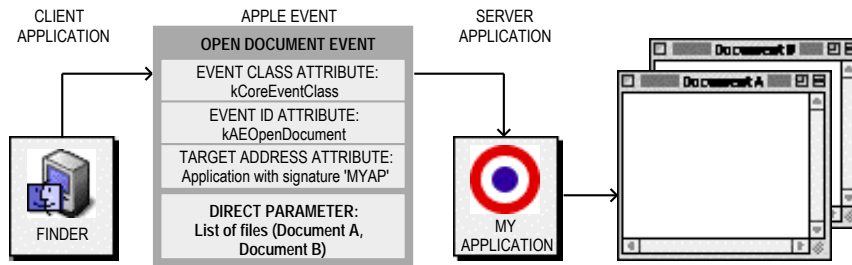 CLIENT
APPLICATION
APPLE EVENT
SERVER
APPLICATION
OPEN DOCUMENT EVENT
EVENT CLASS ATTRIBUTE:
kCoreEventClass
EVENT ID ATTRIBUTE:
kAEOpenDocument
TARGET ADDRESS ATTRIBUTE:
Application with signature 'MYAP'
DIRECT PARAMETER:
List of files (Document A,
Document B)
FINDER
MY
APPLICATION
Document B
Document A